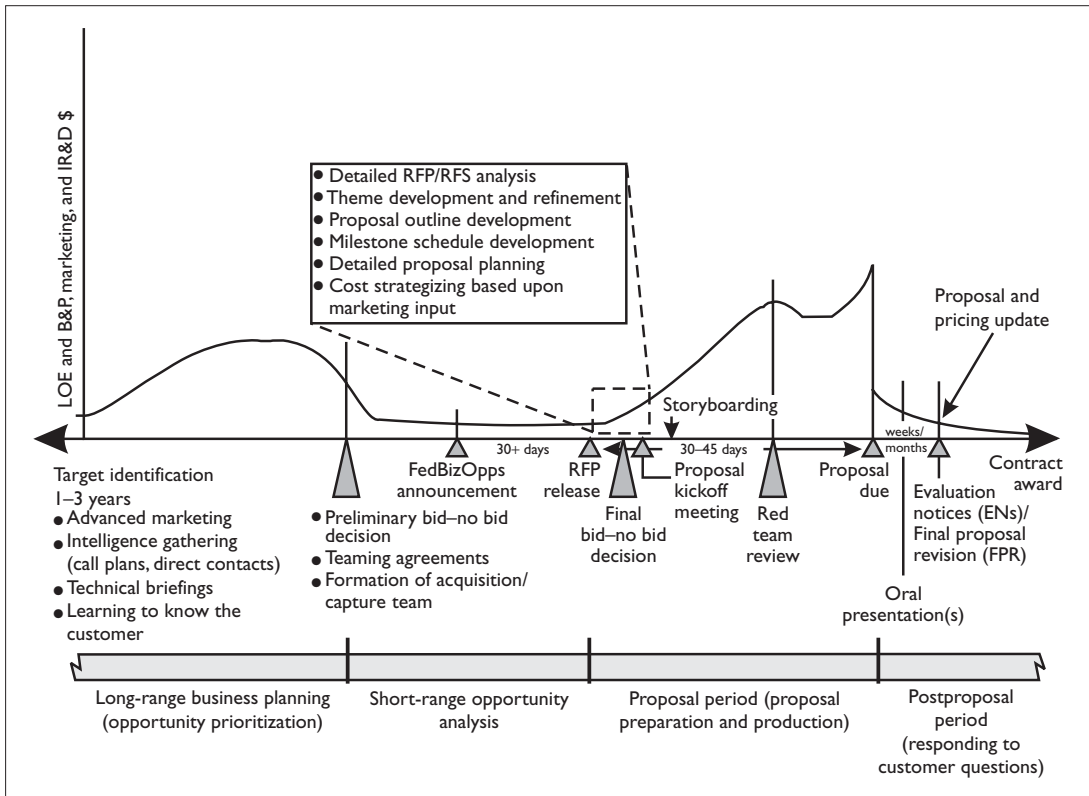 LOE and B&P, marketing, and IR&D $
● Detailed RFP/RFS analysis
● Theme development and refinement
● Proposal outline development
● Milestone schedule development
● Detailed proposal planning
● Cost strategizing based upon
marketing input
Proposal and
pricing update
Storyboarding
30+ days
30–45 days
weeks/
months
Target identification
1–3 years
● Advanced marketing
● Intelligence gathering
(call plans, direct contacts)
● Technical briefings
● Learning to know the
customer
● Preliminary bid–no bid
decision
● Teaming agreements
● Formation of acquisition/
capture team
FedBizOpps
announcement
RFP
release
Final
bid–no bid
decision
Proposal
kickoff
meeting
Red
team
review
Proposal
due
Oral
presentation(s)
Evaluation
notices (ENs)/
Final proposal
revision (FPR)
Contract
award
Long-range business planning
(opportunity prioritization)
Short-range opportunity
analysis
Proposal period (proposal
preparation and production)
Postproposal
period
(responding to
customer questions)